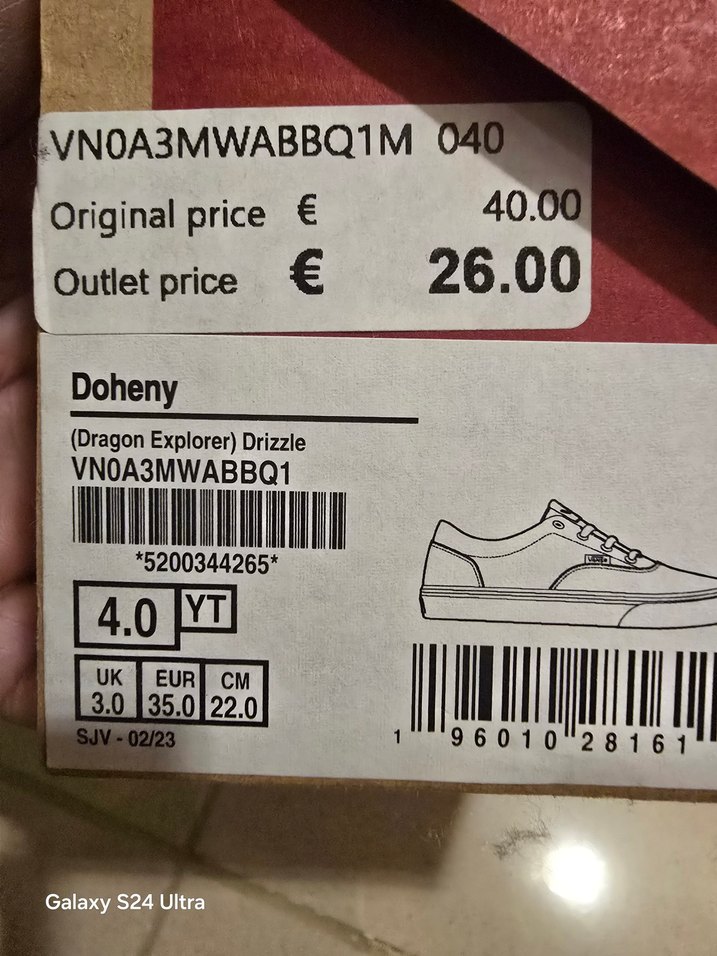 VN0A3MWABBQ1M 040
Original price € 40.00
Outlet price € 26.00
Doheny
(Dragon Explorer) Drizzle
VN0A3MWABBQ1
*5200344265*
4.0 YT
UK EUR CM
3.0 35.0 22.0
SJV - 02/23
1 96010 28161
Galaxy S24 Ultra